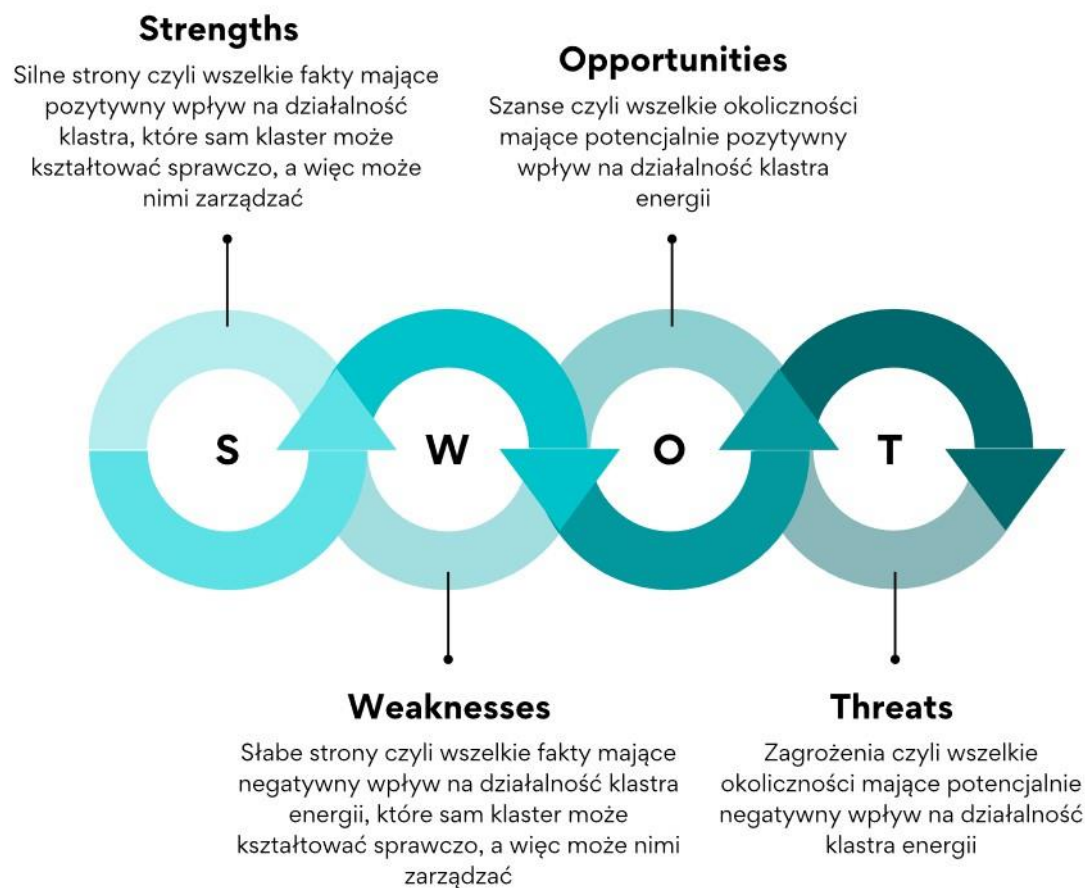 Strengths
Silne strony czyli wszelkie fakty mające
pozytywny wpływ na działalność
klastra, które sam klaster może
kształtować sprawczo, a więc może
nimi zarządzać
Opportunities
Szanse czyli wszelkie okoliczności
mające potencjalnie pozytywny
wpływ na działalność klastra
energii
S
W
O
T
Weaknesses
Słabe strony czyli wszelkie fakty mające
negatywny wpływ na działalność klastra
energii, które sam klaster może
kształtować sprawczo, a więc może nimi
zarządzać
Threats
Zagrożenia czyli wszelkie
okoliczności mające potencjalnie
negatywny wpływ na działalność
klastra energii